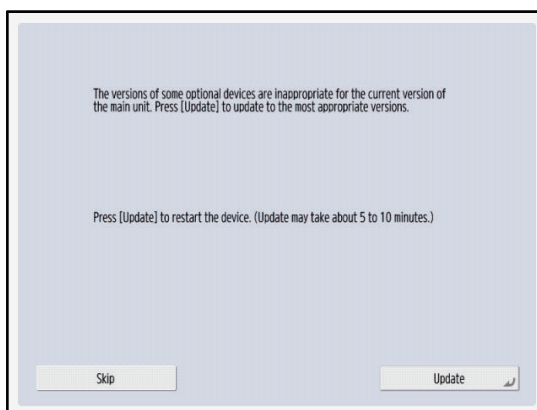 The versions of some optional devices are inappropriate for the current version of
the main unit. Press [Update] to update to the most appropriate versions.
Press [Update] to restart the device. (Update may take about 5 to 10 minutes.)
Skip
Update